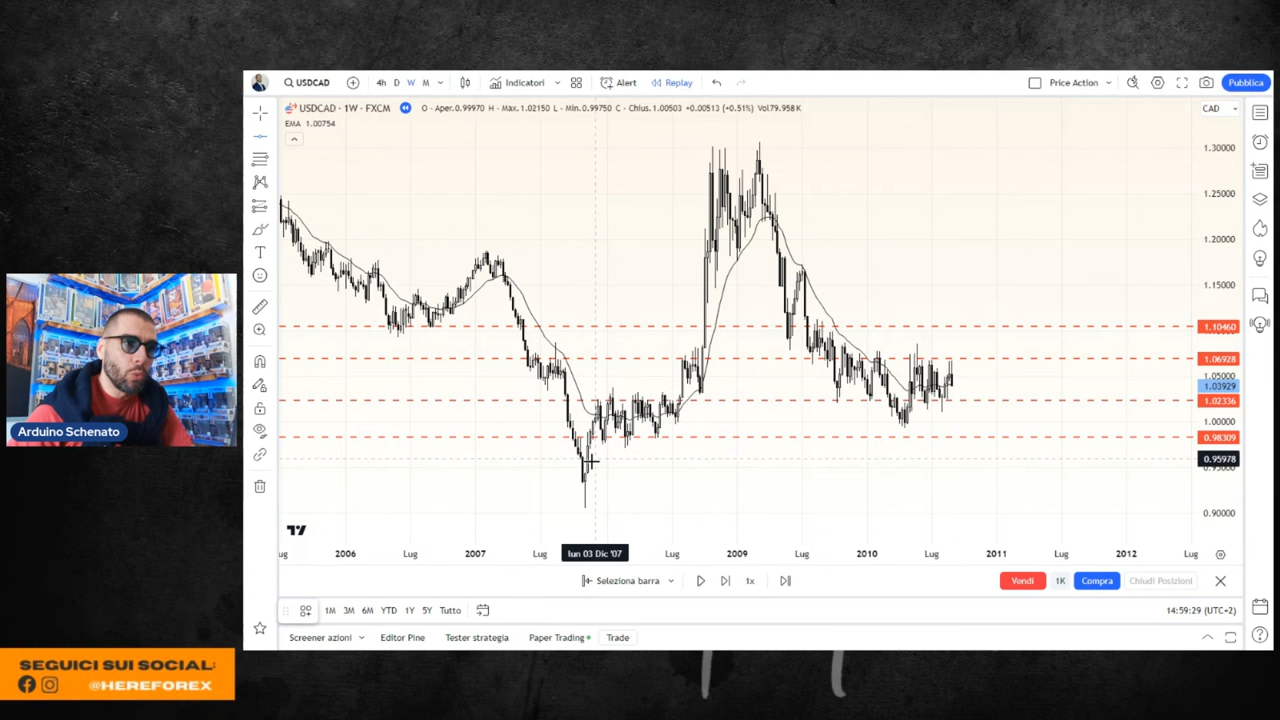 USDCAD
4h D W M
Indicatori
Alert
Replay
Price Action
Pubblica
USDCAD · 1W · FXCM O - Aper.0.99970 H - Max.1.02150 L - Min.0.99750 C - Chius.1.00503 +0.00513 (+0.51%) Vol79.958K
CAD
EMA 1.00754
1.30000
1.25000
1.20000
1.15000
1.10460
1.06928
1.05000
1.03929
1.02336
1.00000
0.98309
0.95978
0.90000
Arduino Schenato
2006 Lug 2007 Lug lun 03 Dic '07 Lug 2009 Lug 2010 Lug 2011 Lug 2012 Lug
Seleziona barra
1x
Vendi
1K
Compra
Chiudi Posizioni
1M 3M 6M YTD 1Y 5Y Tutto
14:59:29 (UTC+2)
Screener azioni
Editor Pine
Tester strategia
Paper Trading
Trade
SEGUICI SUI SOCIAL:
@HEREFOREX